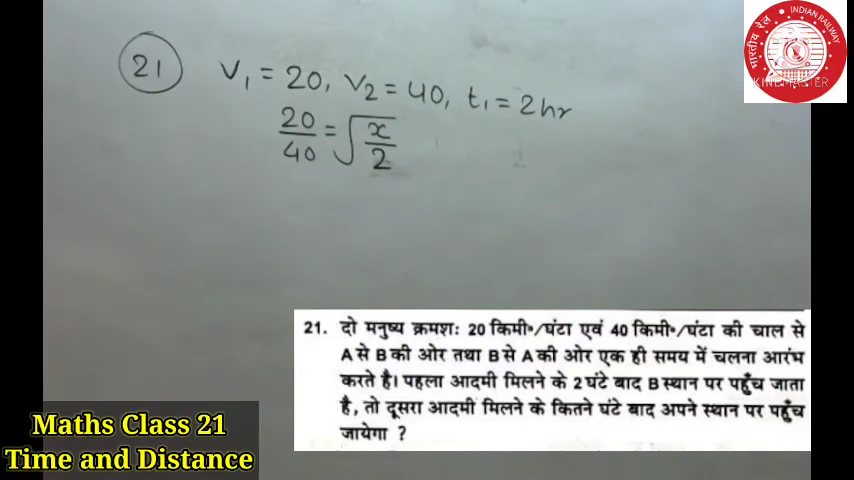 21
V₁ = 20, V₂ = 40, t₁ = 2hr
20/40 = √x/2
भारतीय रेल INDIAN RAILWAY
KINEMASTER
21. दो मनुष्य क्रमशः 20 किमी॰/घंटा एवं 40 किमी॰/घंटा की चाल से
A से B की ओर तथा B से A की ओर एक ही समय में चलना आरंभ
करते है। पहला आदमी मिलने के 2 घंटे बाद B स्थान पर पहुँच जाता
है, तो दूसरा आदमी मिलने के कितने घंटे बाद अपने स्थान पर पहुँच
जायेगा ?
Maths Class 21
Time and Distance